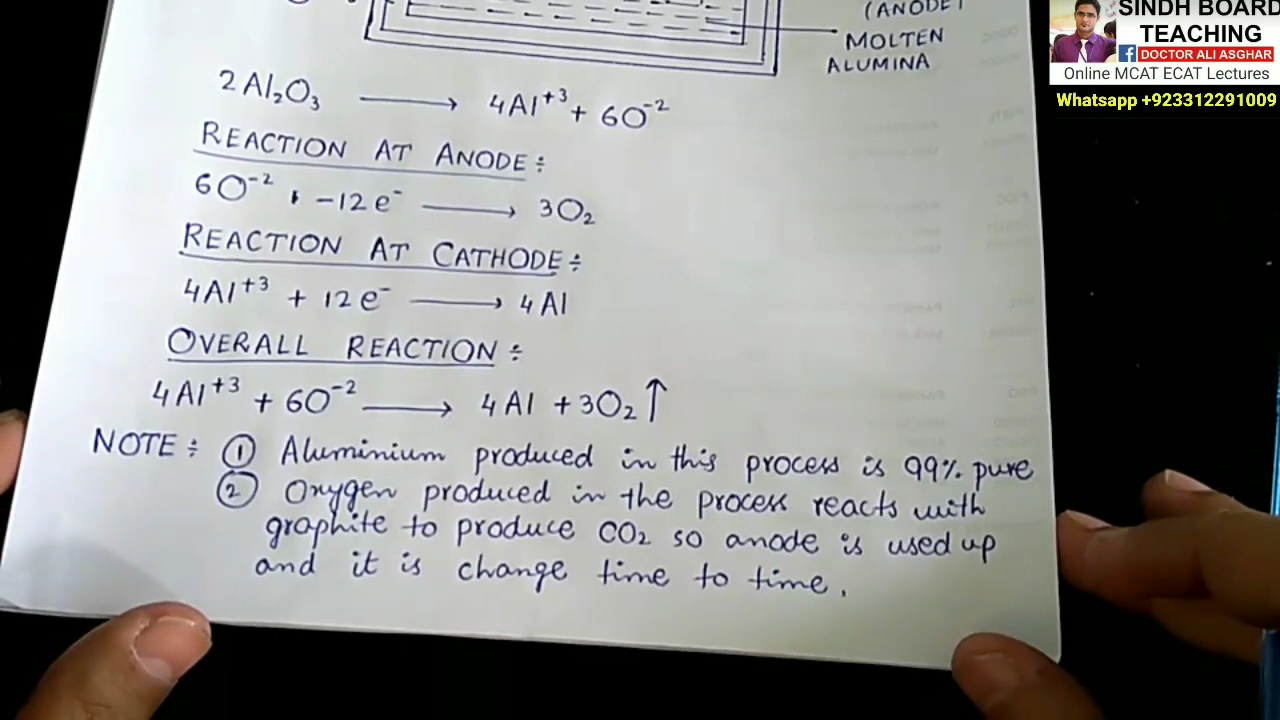 (ANODE)
MOLTEN
ALUMINA
SINDH BOARD
TEACHING
f DOCTOR ALI ASGHAR
Online MCAT ECAT Lectures
Whatsapp +923312291009
2Al₂O₃ ⟶ 4Al⁺³ + 6O⁻²
REACTION AT ANODE÷
6O⁻² -12e⁻ ⟶ 3O₂
REACTION AT CATHODE÷
4Al⁺³ + 12e⁻ ⟶ 4Al
OVERALL REACTION÷
4Al⁺³ + 6O⁻² ⟶ 4Al + 3O₂↑
NOTE÷ ① Aluminium produced in this process is 99% pure
② Oxygen produced in the process reacts with
graphite to produce CO₂ so anode is used up
and it is change time to time.